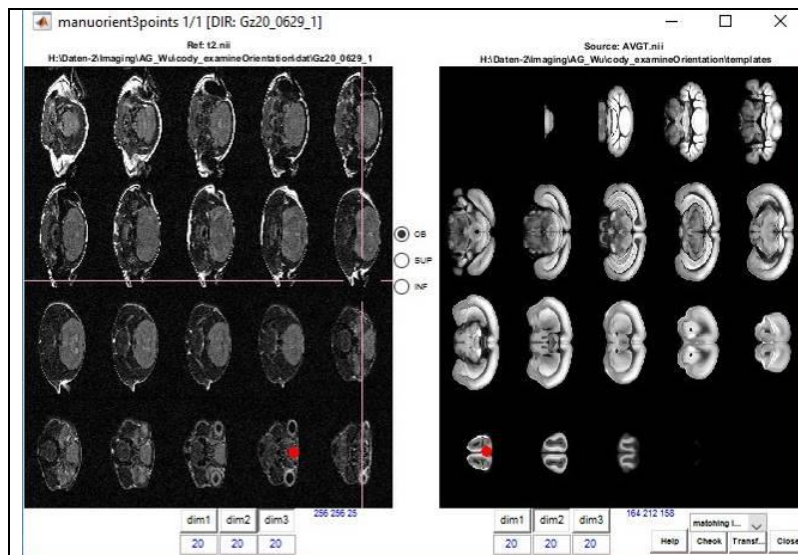 manuorient3points 1/1 [DIR: Gz20_0629_1]
Ref: t2.nii
H:\Daten-2\Imaging\AG_Wu\cody_examineOrientation\dat\Gz20_0629_1
Source: AVGT.nii
H:\Daten-2\Imaging\AG_Wu\cody_examineOrientation\templates
OB
SUP
INF
dim1 dim2 dim3
256 256 25
20 20 20
dim1 dim2 dim3
164 212 158
20 20 20
matching i...
Help Check Transf... Close